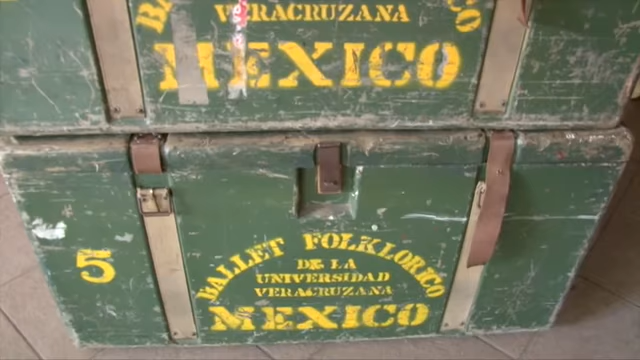 VERACRUZANA
MEXICO
5
BALLET FOLKLORICO
DE LA
UNIVERSIDAD
VERACRUZANA
MEXICO